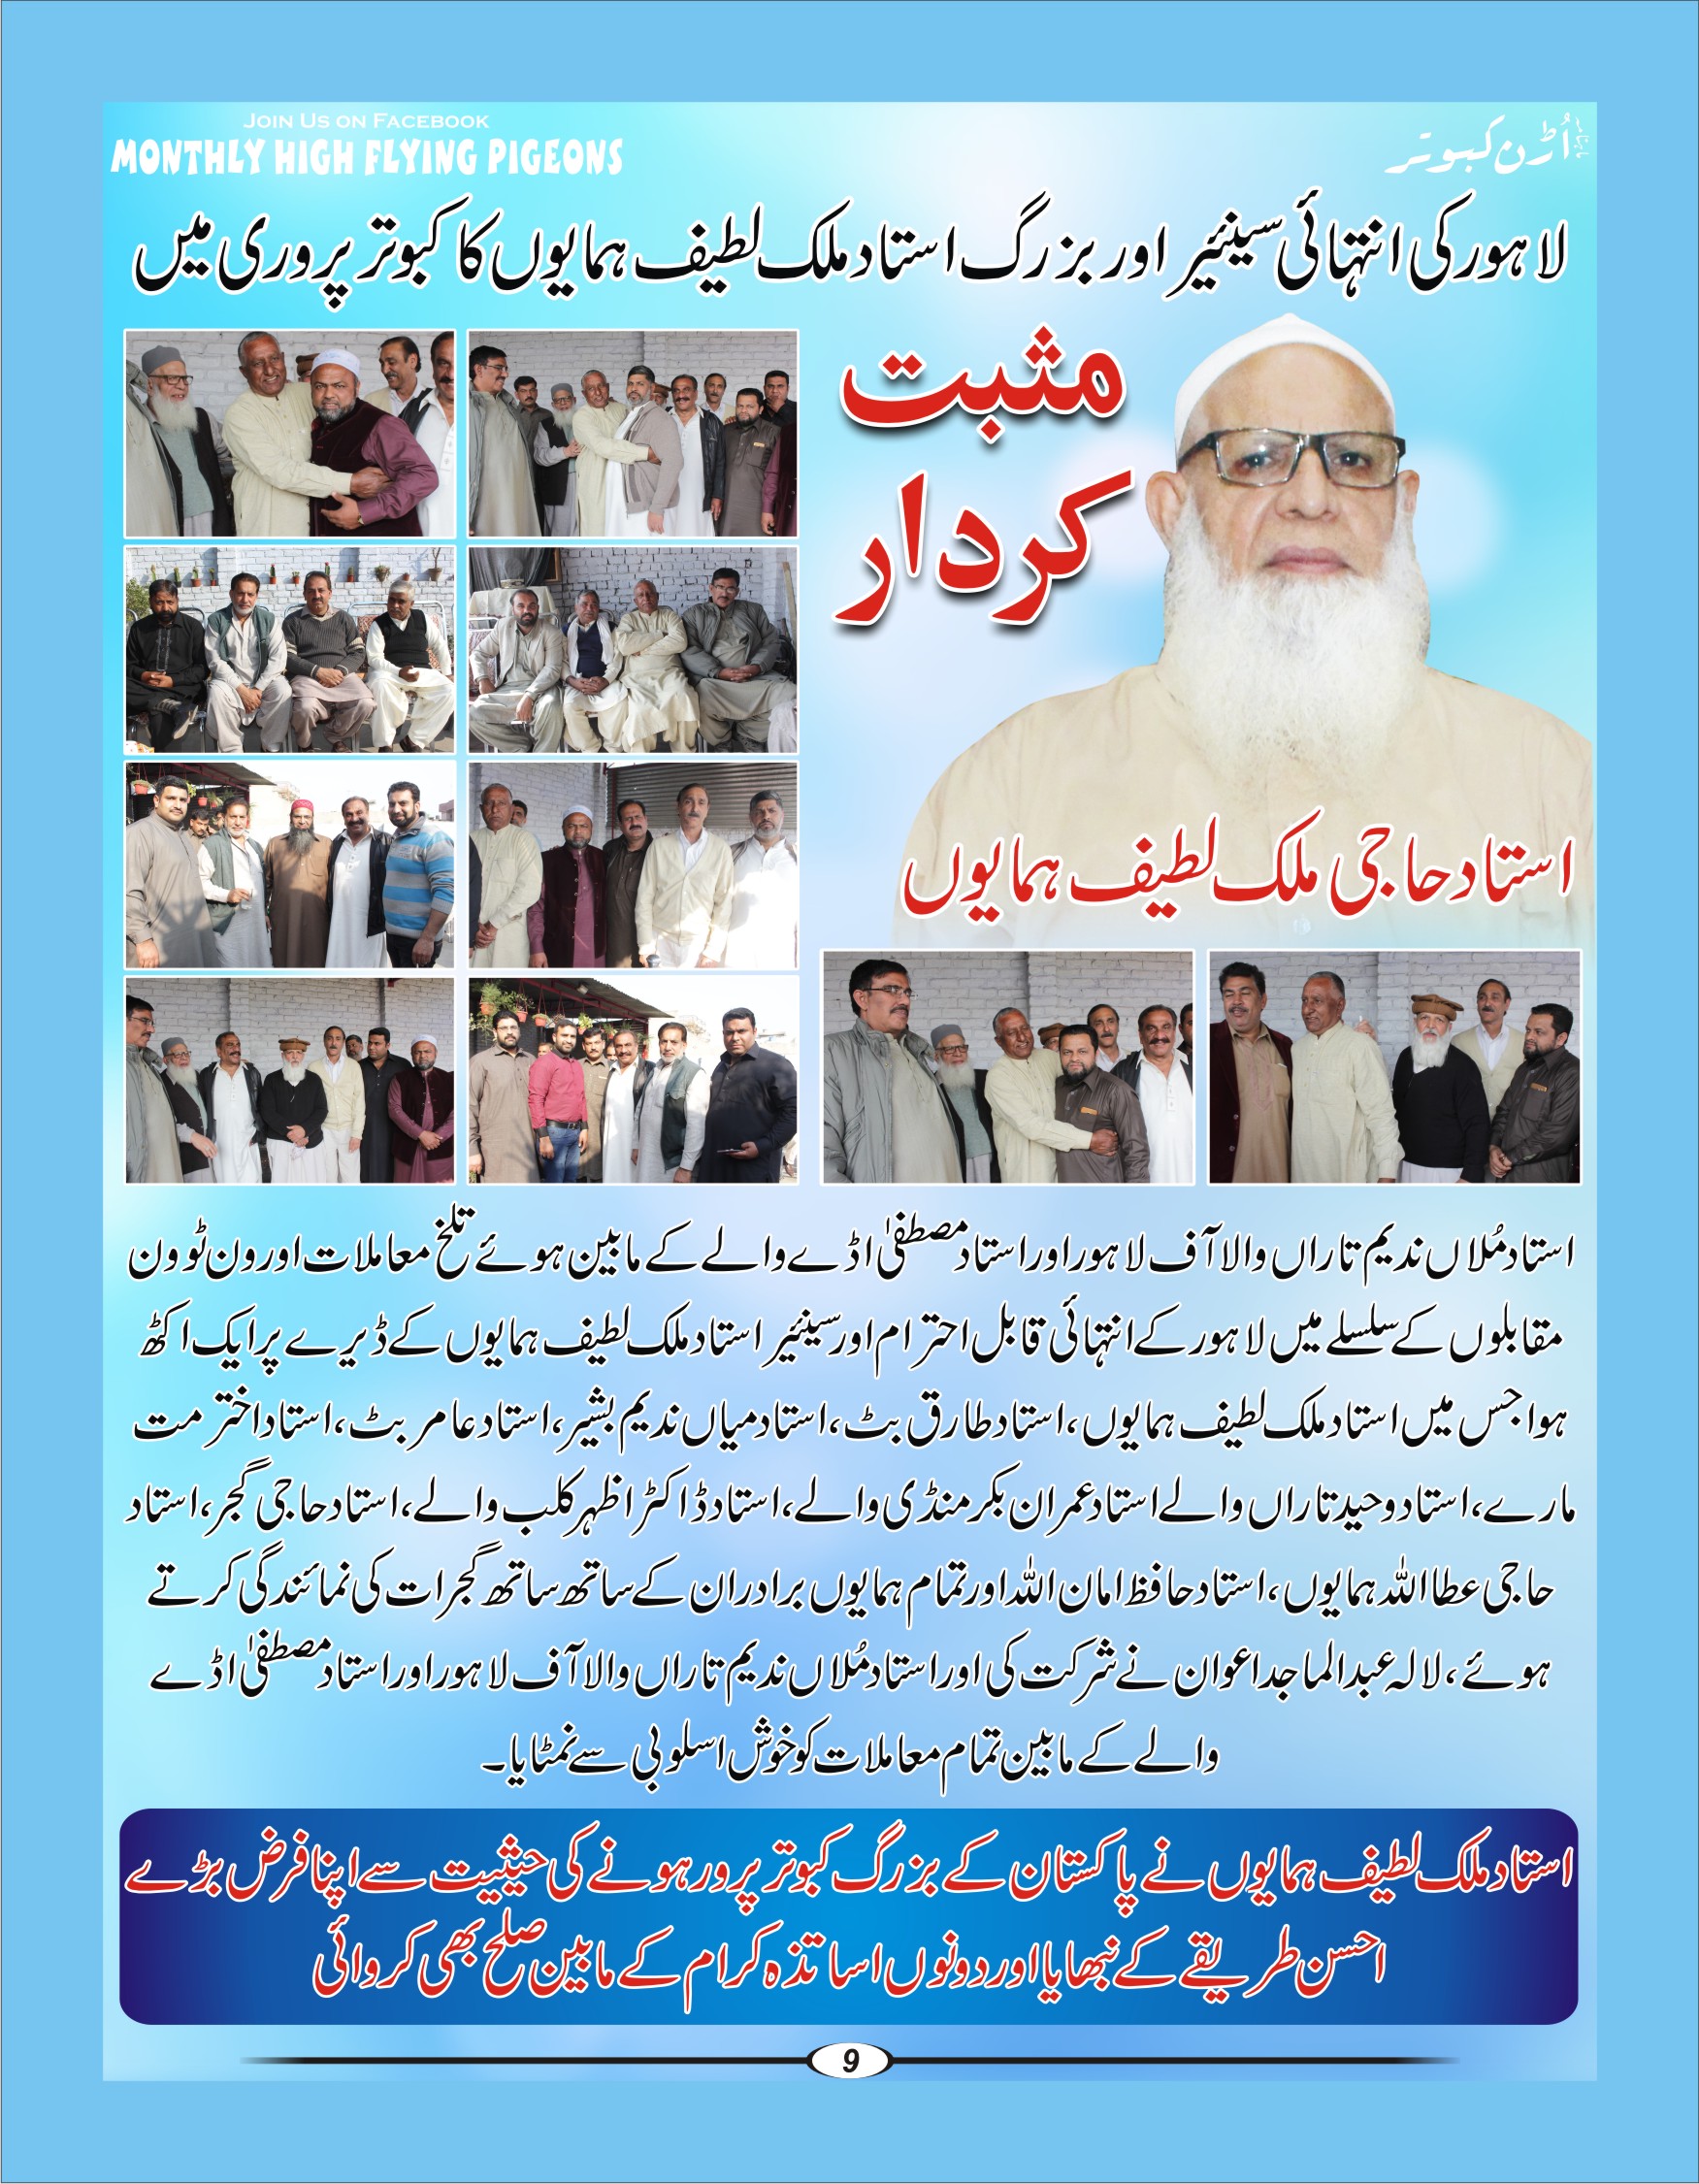 JOIN US ON FACEBOOK
MONTHLY HIGH FLYING PIGEONS
اُڑن کبوتر
لاہور کی انتہائی سینئیر اور بزرگ استاد ملک لطیف ہمایوں کا کبوتر پروری میں
مثبت
کردار
استاد حاجی ملک لطیف ہمایوں
استاد مُلاں ندیم تاراں والا آف لاہور اور استاد مصطفیٰ اڈے والے کے مابین ہوئے تلخ معاملات اور ون ٹو ون
مقابلوں کے سلسلے میں لاہور کے انتہائی قابل احترام اور سینئیر استاد ملک لطیف ہمایوں کے ڈیرے پر ایک اکٹھ
ہوا جس میں استاد ملک لطیف ہمایوں، استاد طارق بٹ، استاد میاں ندیم بشیر، استاد عامر بٹ، استاد اختر مت
مارے، استاد وحید تاراں والے استاد عمران بکر منڈی والے، استاد ڈاکٹر اظہر کلب والے، استاد حاجی گجر، استاد
حاجی عطا اللہ ہمایوں، استاد حافظ امان اللہ اور تمام ہمایوں برادران کے ساتھ ساتھ گجرات کی نمائندگی کرتے
ہوئے، لالہ عبدالماجد اعوان نے شرکت کی اور استاد مُلاں ندیم تاراں والا آف لاہور اور استاد مصطفیٰ اڈے
والے کے مابین تمام معاملات کو خوش اسلوبی سے نمٹایا۔
استاد ملک لطیف ہمایوں نے پاکستان کے بزرگ کبوتر پرور ہونے کی حیثیت سے اپنا فرض بڑے
احسن طریقے کے نبھایا اور دونوں اساتذہ کرام کے مابین صلح بھی کروائی
9